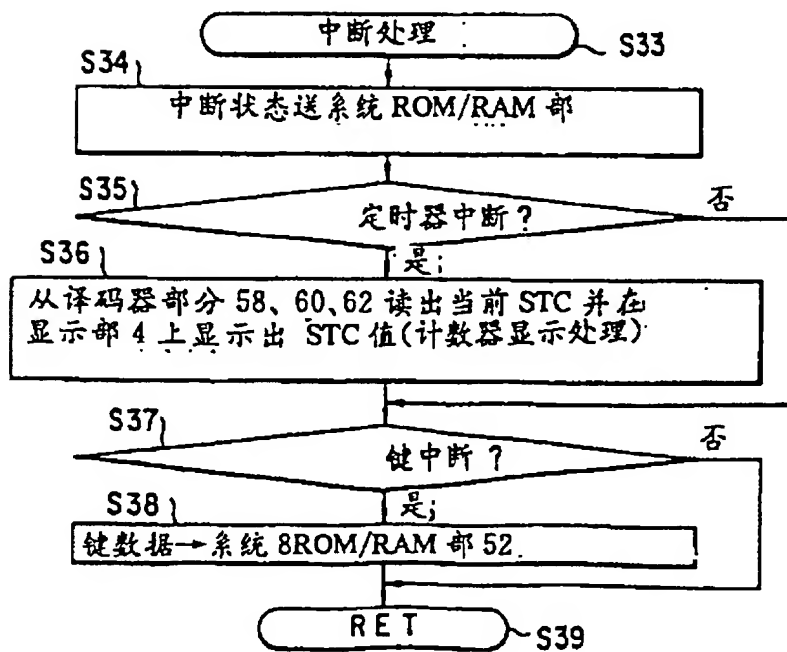 中断处理
S33
S34
中断状态送系统 ROM/RAM 部
S35
定时器中断?
否
S36
是;
从译码器部分 58、60、62 读出当前 STC 并在
显示部 4 上显示出 STC 值(计数器显示处理)
S37
键中断 ?
否
S38
是;
键数据→系统 8ROM/RAM 部 52.
RET
S39